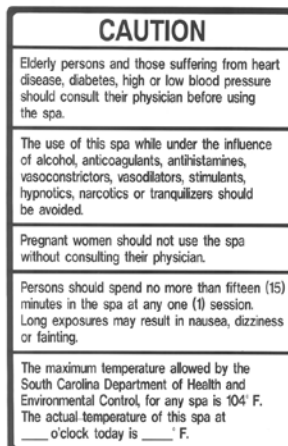 CAUTION
Elderly persons and those suffering from heart
disease, diabetes, high or low blood pressure
should consult their physician before using
the spa.
The use of this spa while under the influence
of alcohol, anticoagulants, antihistamines,
vasoconstrictors, vasodilators, stimulants,
hypnotics, narcotics or tranquilizers should
be avoided.
Pregnant women should not use the spa
without consulting their physician.
Persons should spend no more than fifteen (15)
minutes in the spa at any one (1) session.
Long exposures may result in nausea, dizziness
or fainting.
The maximum temperature allowed by the
South Carolina Department of Health and
Environmental Control, for any spa is 104° F.
The actual temperature of this spa at
____ o'clock today is ____° F.